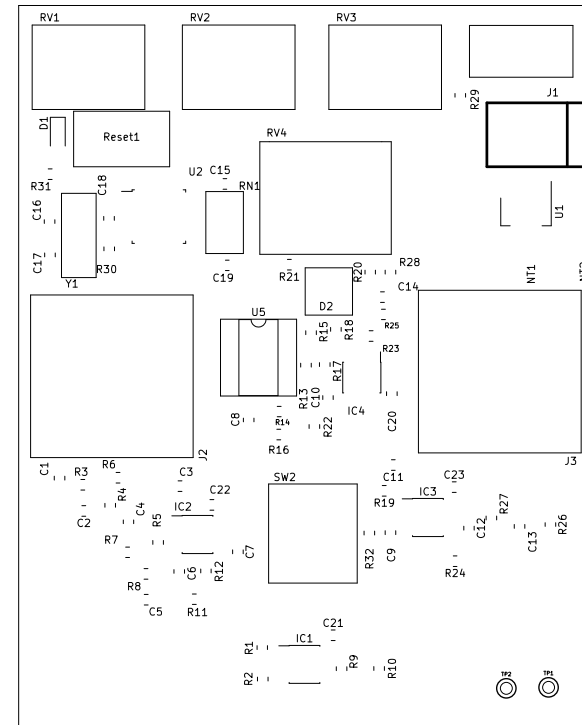 RV1
RV2
RV3
J1
R29
D1
Reset1
RV4
U2
C15
C18
RN1
R31
C16
U1
C17
R30
C19
R21
R20
R28
Y1
NT1
D2
C14
U5
R15
R18
R25
R23
R17
R13
C10
IC4
C8
R14
R22
C20
R16
J2
J3
C1
R3
R6
C3
SW2
C11
C23
R4
C22
R19
IC3
R27
C2
C4
IC2
R5
C12
C13
R26
R7
C7
R32
C9
R8
C6
R12
R24
C5
R11
C21
R1
IC1
R9
R10
R2
TP2
TP1